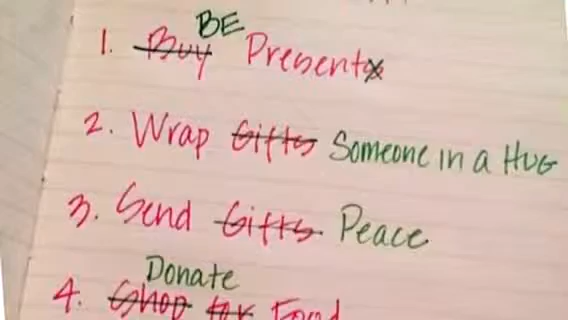 1. Buy BE Presents
2. Wrap Gifts Someone in a HUG
3. Send Gifts Peace
Donate
4. Shop for Food